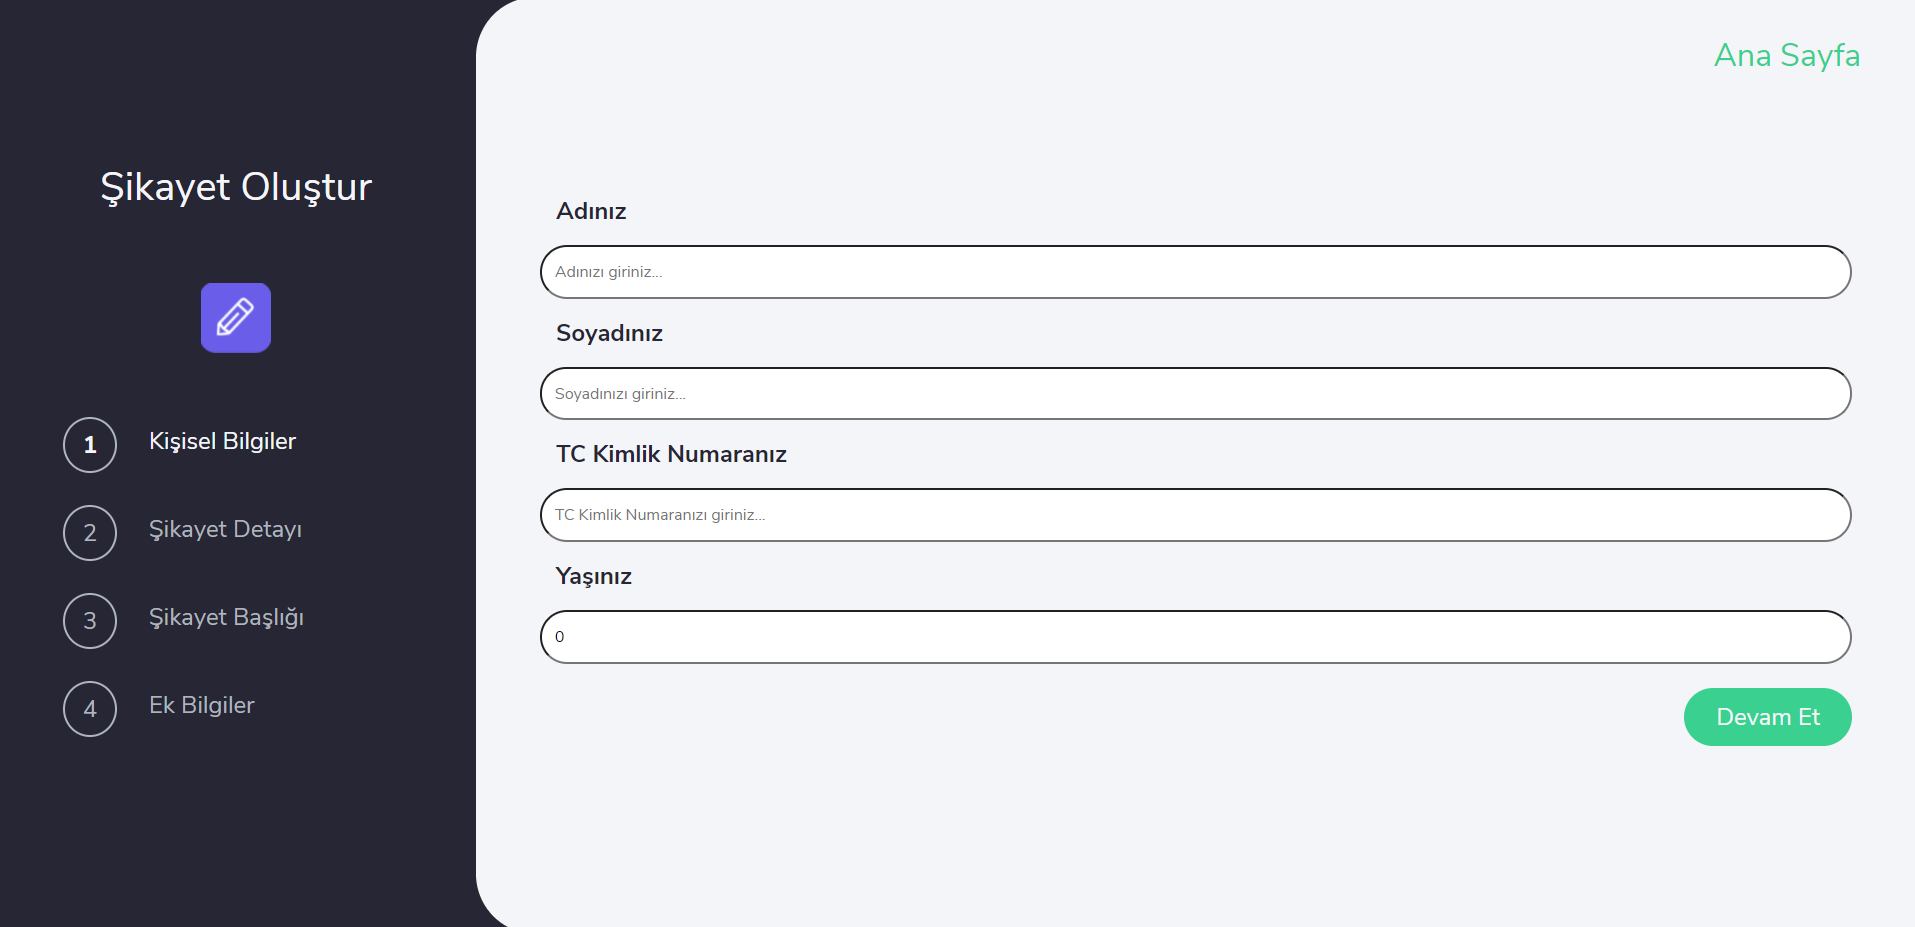 Şikayet Oluştur
1
Kişisel Bilgiler
2
Şikayet Detayı
3
Şikayet Başlığı
4
Ek Bilgiler
Ana Sayfa
Adınız
Adınızı giriniz...
Soyadınız
Soyadınızı giriniz...
TC Kimlik Numaranız
TC Kimlik Numaranızı giriniz...
Yaşınız
0
Devam Et